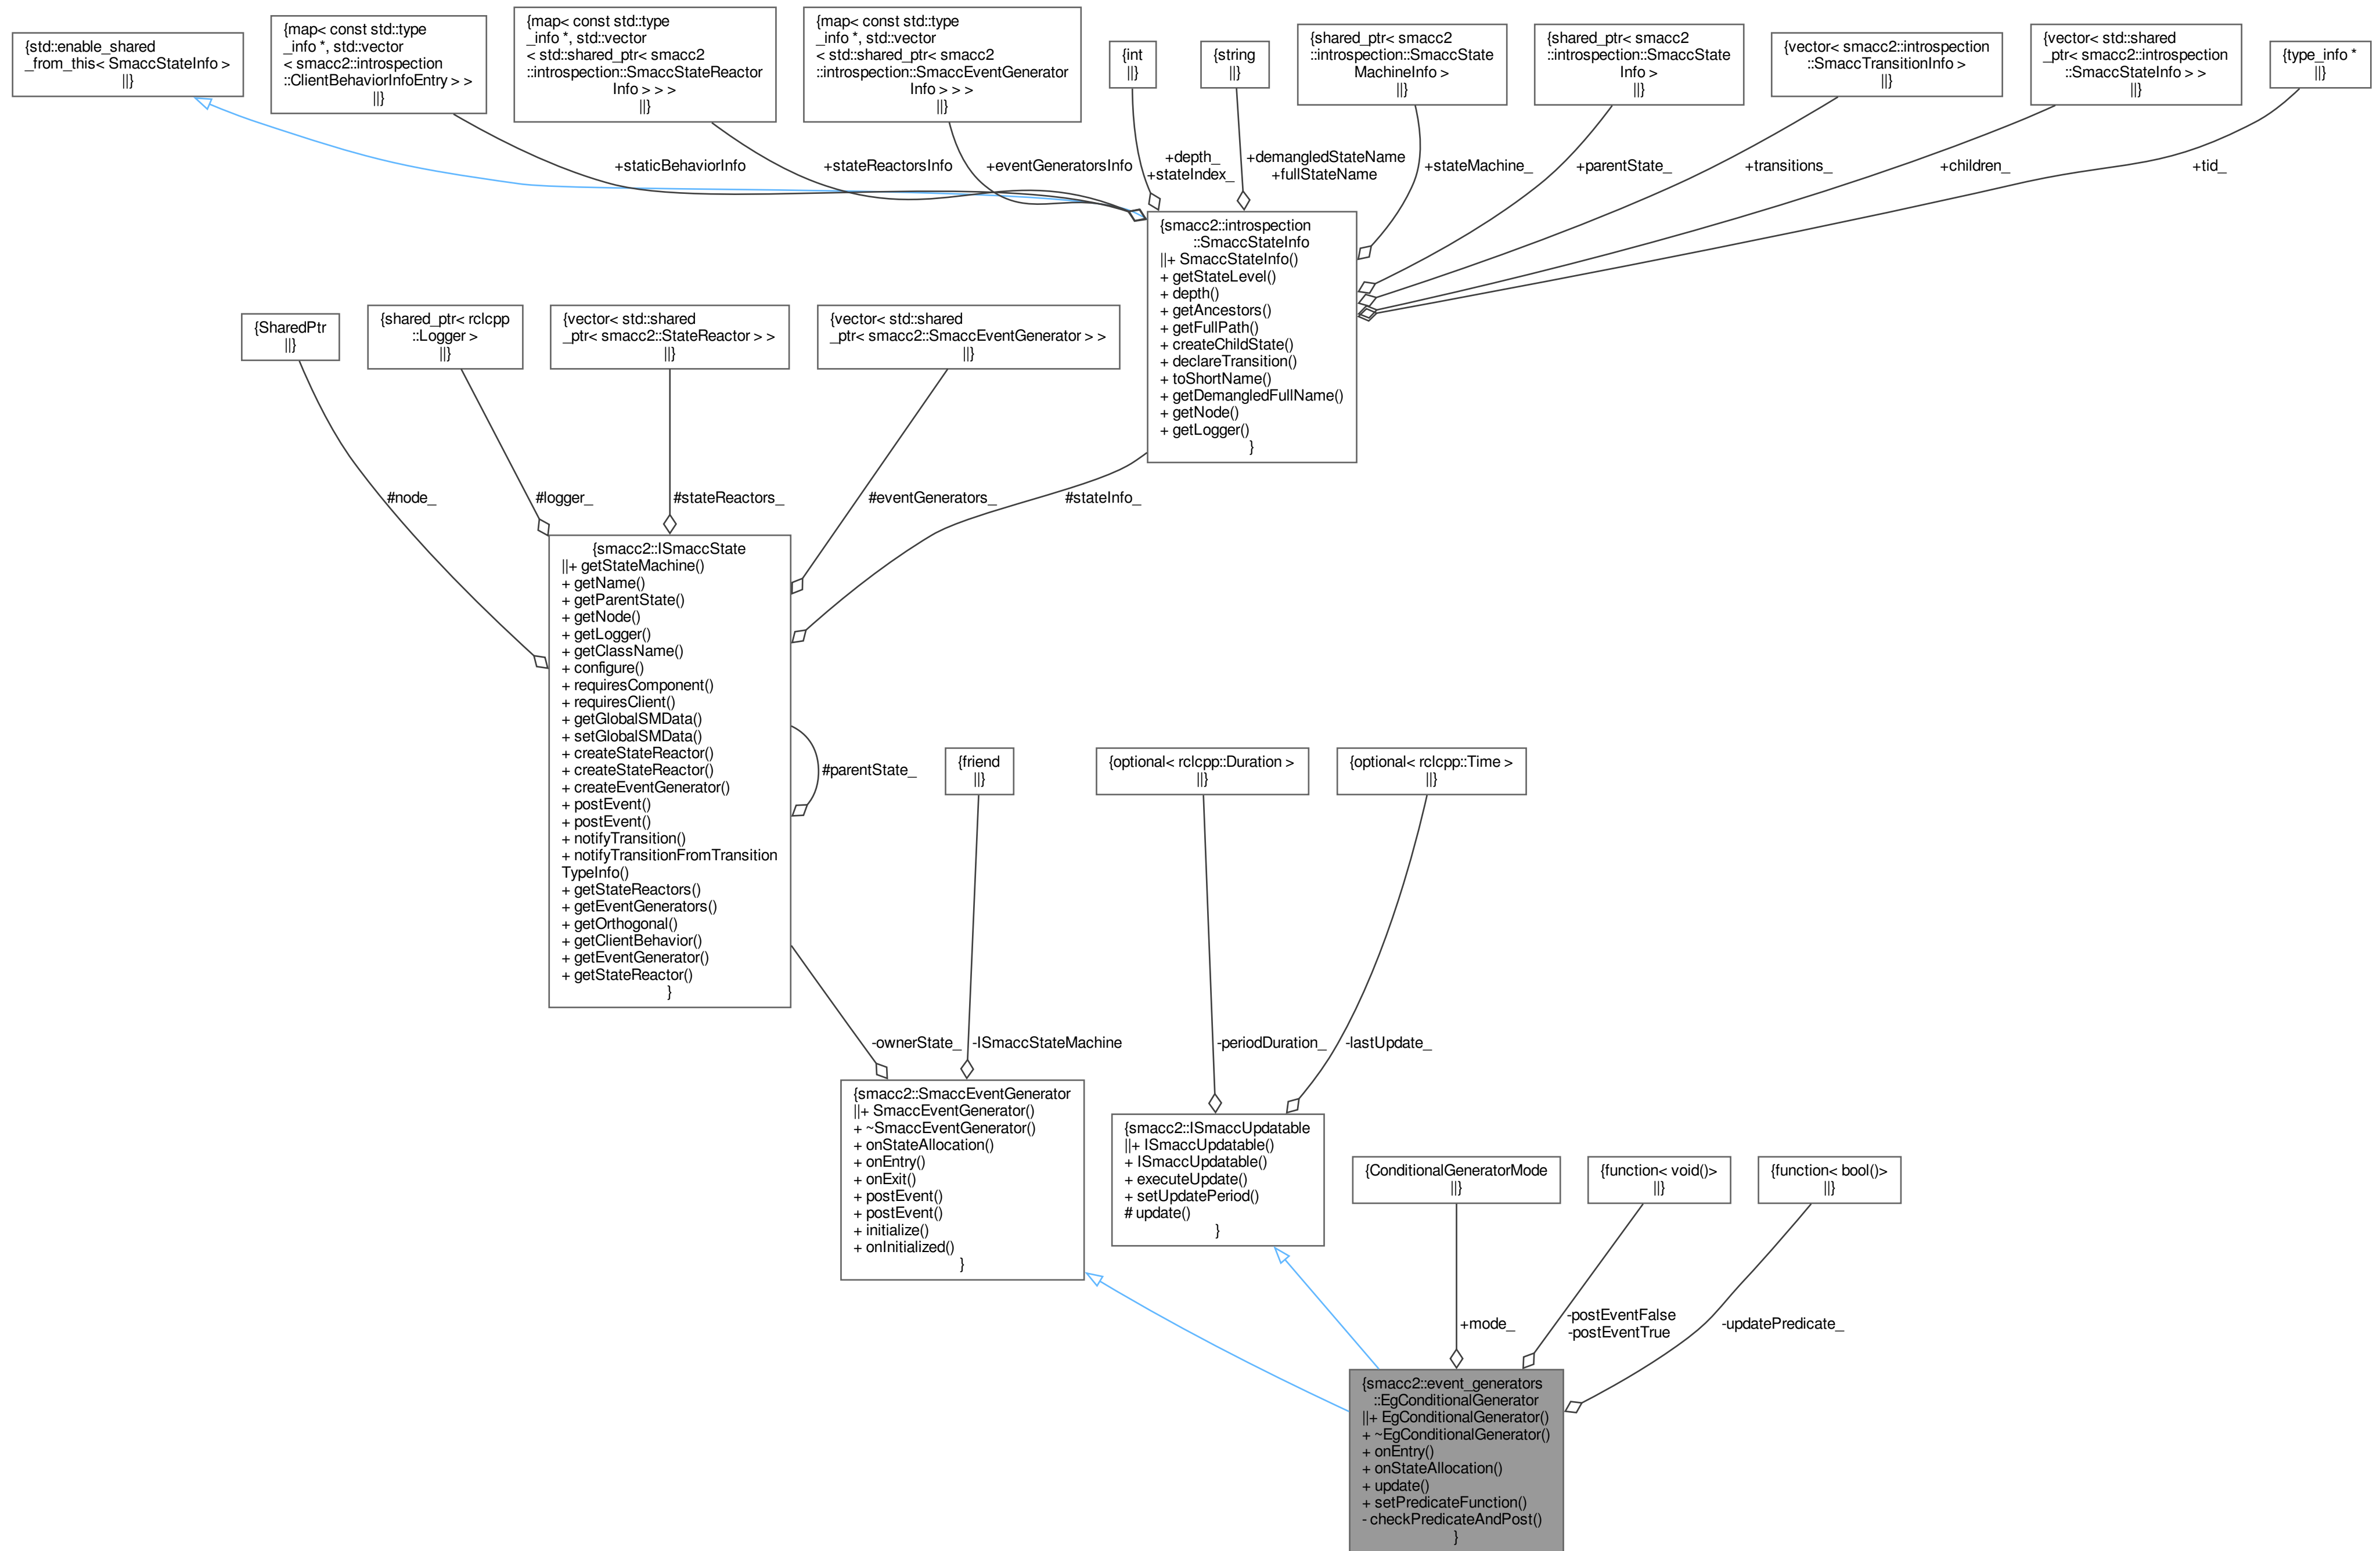 {std::enable_shared
_from_this< SmaccStateInfo >
||}
{map< const std::type
_info *, std::vector
< smacc2::introspection
::ClientBehaviorInfoEntry > >
||}
{map< const std::type
_info *, std::vector
< std::shared_ptr< smacc2
::introspection::SmaccStateReactor
Info > > >
||}
{map< const std::type
_info *, std::vector
< std::shared_ptr< smacc2
::introspection::SmaccEventGenerator
Info > > >
||}
{int
||}
{string
||}
{shared_ptr< smacc2
::introspection::SmaccState
MachineInfo >
||}
{shared_ptr< smacc2
::introspection::SmaccState
Info >
||}
{vector< smacc2::introspection
::SmaccTransitionInfo >
||}
{vector< std::shared
_ptr< smacc2::introspection
::SmaccStateInfo > >
||}
{type_info *
||}
+staticBehaviorInfo
+stateReactorsInfo
+eventGeneratorsInfo
+depth_
+stateIndex_
+demangledStateName
+fullStateName
+stateMachine_
+parentState_
+transitions_
+children_
+tid_
{smacc2::introspection
::SmaccStateInfo
||+ SmaccStateInfo()
+ getStateLevel()
+ depth()
+ getAncestors()
+ getFullPath()
+ createChildState()
+ declareTransition()
+ toShortName()
+ getDemangledFullName()
+ getNode()
+ getLogger()
}
{SharedPtr
||}
{shared_ptr< rclcpp
::Logger >
||}
{vector< std::shared
_ptr< smacc2::StateReactor > >
||}
{vector< std::shared
_ptr< smacc2::SmaccEventGenerator > >
||}
#node_
#logger_
#stateReactors_
#eventGenerators_
#stateInfo_
{smacc2::ISmaccState
||+ getStateMachine()
+ getName()
+ getParentState()
+ getNode()
+ getLogger()
+ getClassName()
+ configure()
+ requiresComponent()
+ requiresClient()
+ getGlobalSMData()
+ setGlobalSMData()
+ createStateReactor()
+ createStateReactor()
+ createEventGenerator()
+ postEvent()
+ postEvent()
+ notifyTransition()
+ notifyTransitionFromTransition
TypeInfo()
+ getStateReactors()
+ getEventGenerators()
+ getOrthogonal()
+ getClientBehavior()
+ getEventGenerator()
+ getStateReactor()
}
#parentState_
{friend
||}
{optional< rclcpp::Duration >
||}
{optional< rclcpp::Time >
||}
-ownerState_
-ISmaccStateMachine
-periodDuration_
-lastUpdate_
{smacc2::SmaccEventGenerator
||+ SmaccEventGenerator()
+ ~SmaccEventGenerator()
+ onStateAllocation()
+ onEntry()
+ onExit()
+ postEvent()
+ postEvent()
+ initialize()
+ onInitialized()
}
{smacc2::ISmaccUpdatable
||+ ISmaccUpdatable()
+ ISmaccUpdatable()
+ executeUpdate()
+ setUpdatePeriod()
# update()
}
{ConditionalGeneratorMode
||}
{function< void()>
||}
{function< bool()>
||}
+mode_
-postEventFalse
-postEventTrue
-updatePredicate_
{smacc2::event_generators
::EgConditionalGenerator
||+ EgConditionalGenerator()
+ ~EgConditionalGenerator()
+ onEntry()
+ onStateAllocation()
+ update()
+ setPredicateFunction()
- checkPredicateAndPost()
}